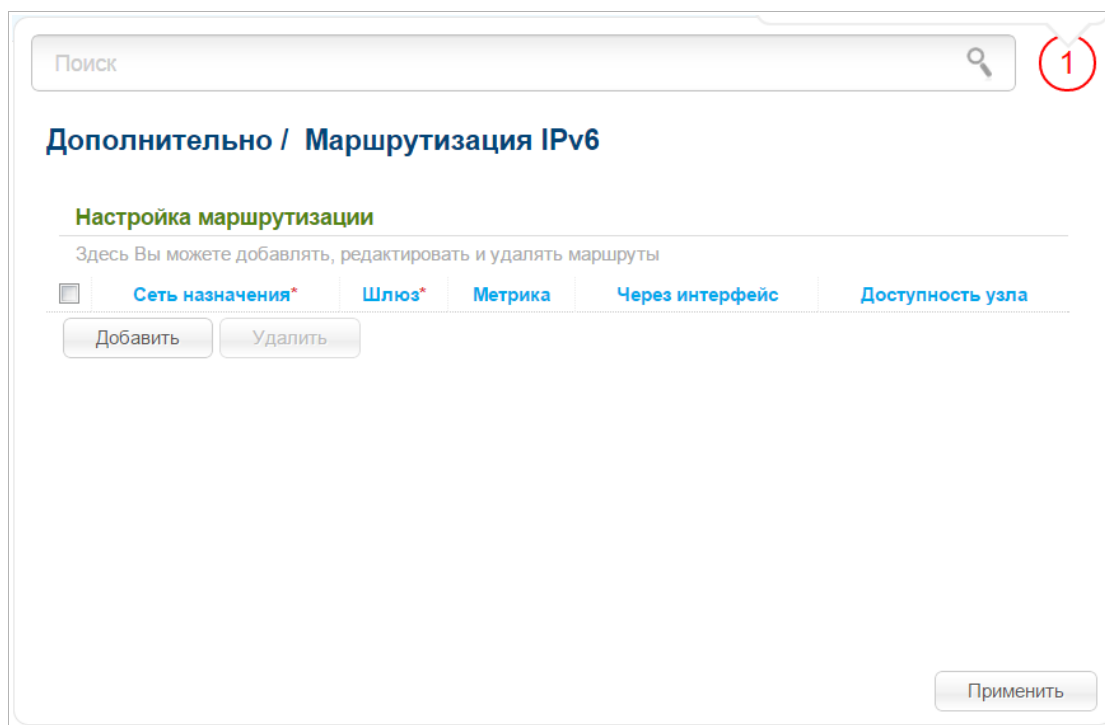 Поиск
1
Дополнительно / Маршрутизация IPv6
Настройка маршрутизации
Здесь Вы можете добавлять, редактировать и удалять маршруты
Сеть назначения* Шлюз* Метрика Через интерфейс Доступность узла
Добавить Удалить
Применить